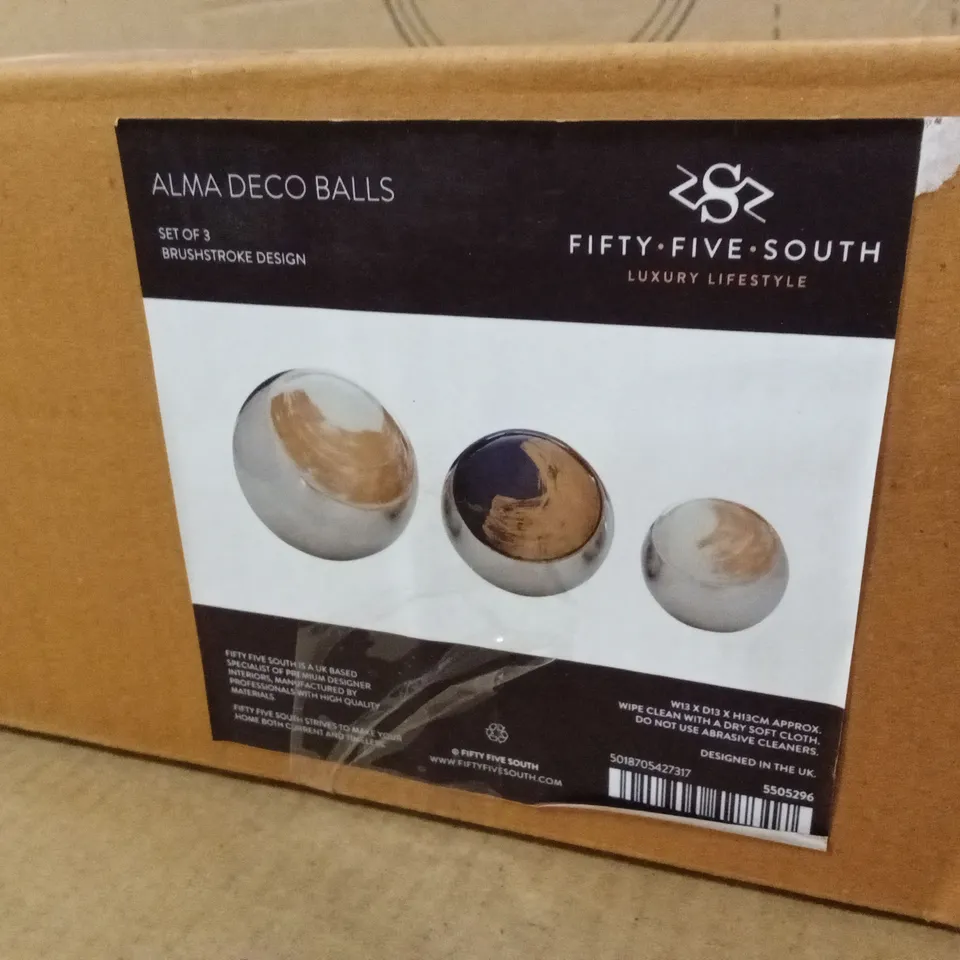 ALMA DECO BALLS
SET OF 3
BRUSHSTROKE DESIGN
FIFTY•FIVE•SOUTH
LUXURY LIFESTYLE
FIFTY FIVE SOUTH IS A UK BASED
SPECIALIST OF PREMIUM DESIGNER
INTERIORS, MANUFACTURED BY
PROFESSIONALS WITH HIGH QUALITY
MATERIALS.
FIFTY FIVE SOUTH STRIVES TO MAKE YOUR
HOME BOTH CURRENT AND TIMELESS.
© FIFTY FIVE SOUTH
WWW.FIFTYFIVESOUTH.COM
W13 X D13 X H13CM APPROX.
WIPE CLEAN WITH A DRY SOFT CLOTH.
DO NOT USE ABRASIVE CLEANERS.
DESIGNED IN THE UK.
5018705427317
5505296